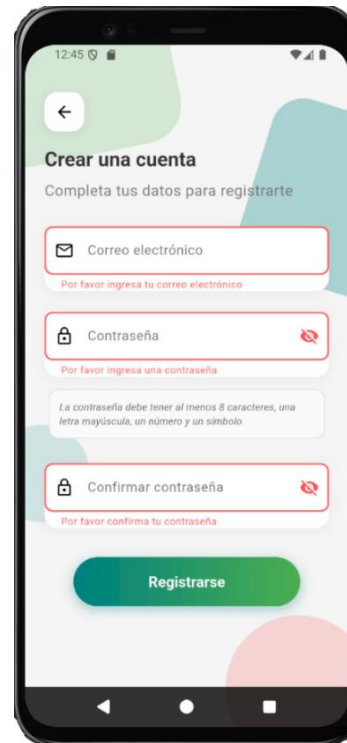 12:45
Crear una cuenta
Completa tus datos para registrarte
Correo electrónico
Por favor ingresa tu correo electrónico
Contraseña
Por favor ingresa una contraseña
La contraseña debe tener al menos 8 caracteres, una
letra mayúscula, un número y un símbolo
Confirmar contraseña
Por favor confirma tu contraseña
Registrarse